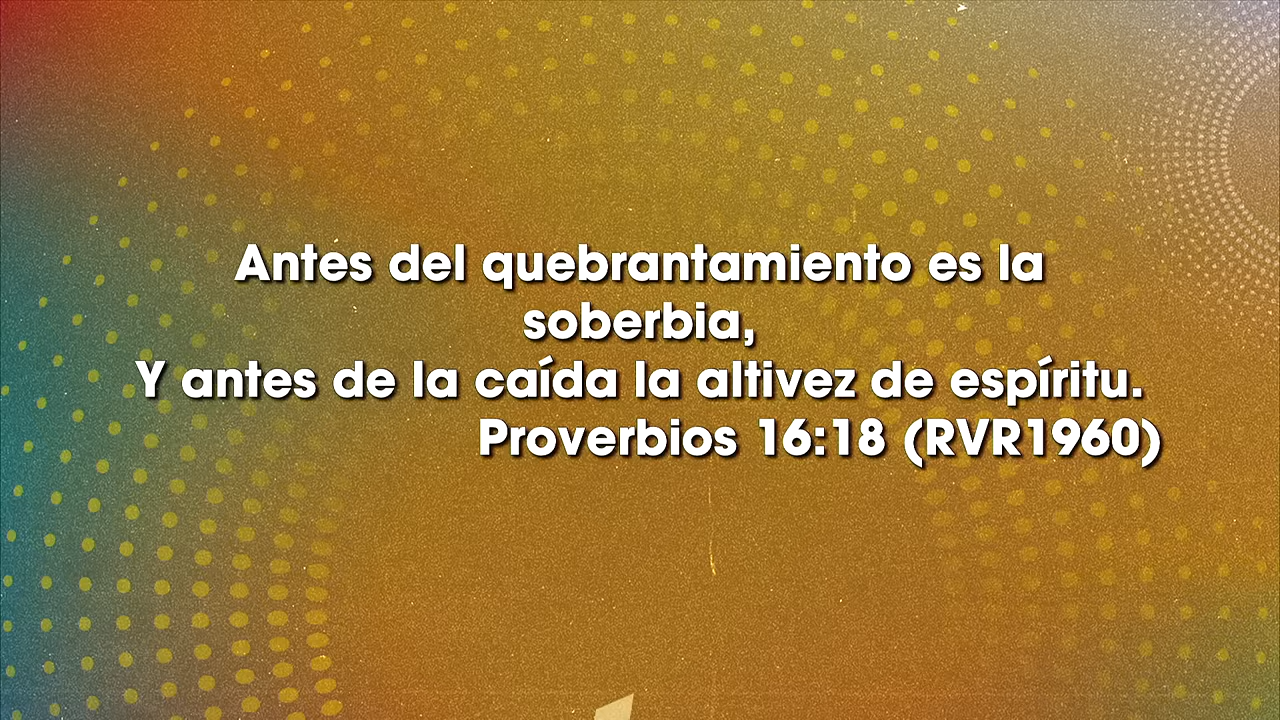 Antes del quebrantamiento es la
soberbia,
Y antes de la caída la altivez de espíritu.
Proverbios 16:18 (RVR1960)